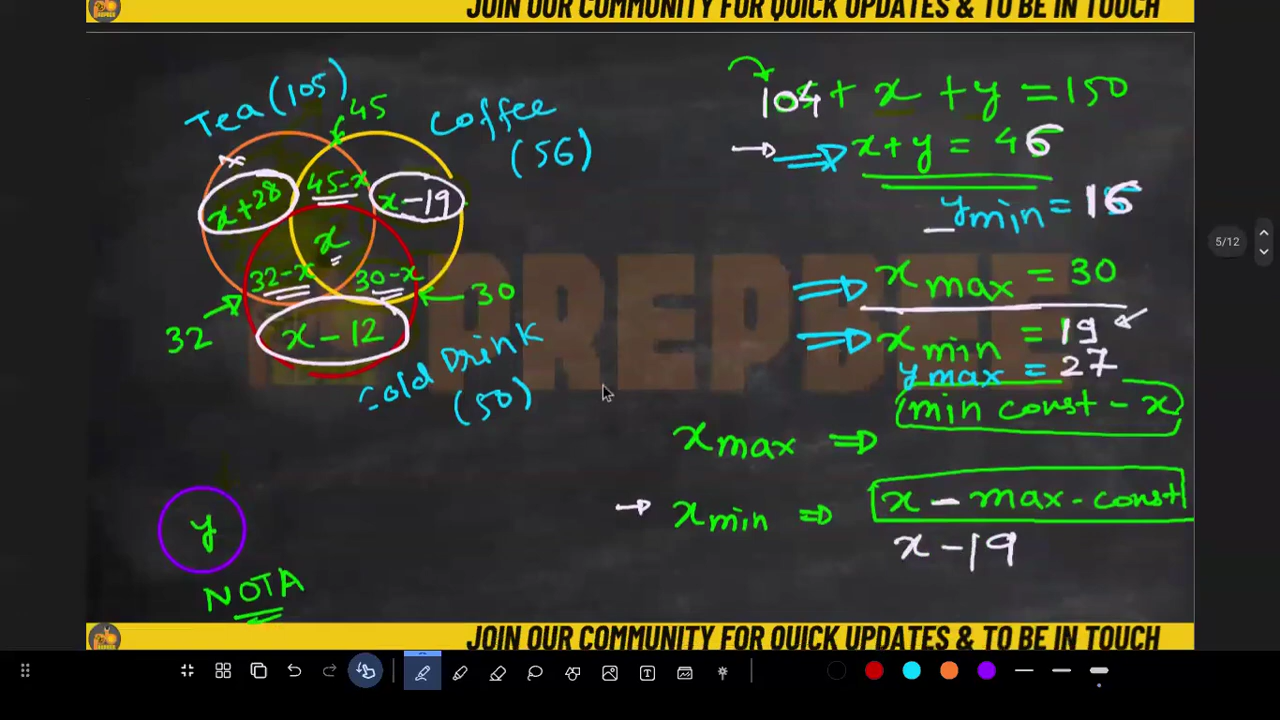 JOIN OUR COMMUNITY FOR QUICK UPDATES & TO BE IN TOUCH
Tea (105)
45
Coffee
(56)
x+28
45-x
x-19
x
32-x
30-x
30
32
x-12
Cold Drink
(50)
y
NOTA
104 + x + y = 150
⇒ x+y = 46
ymin = 16
⇒ xmax = 30
⇒ xmin = 19
ymax = 27
min const - x
xmax ⇒
→ xmin ⇒ x - max-const
x-19
PREPBEE
5/12
JOIN OUR COMMUNITY FOR QUICK UPDATES & TO BE IN TOUCH